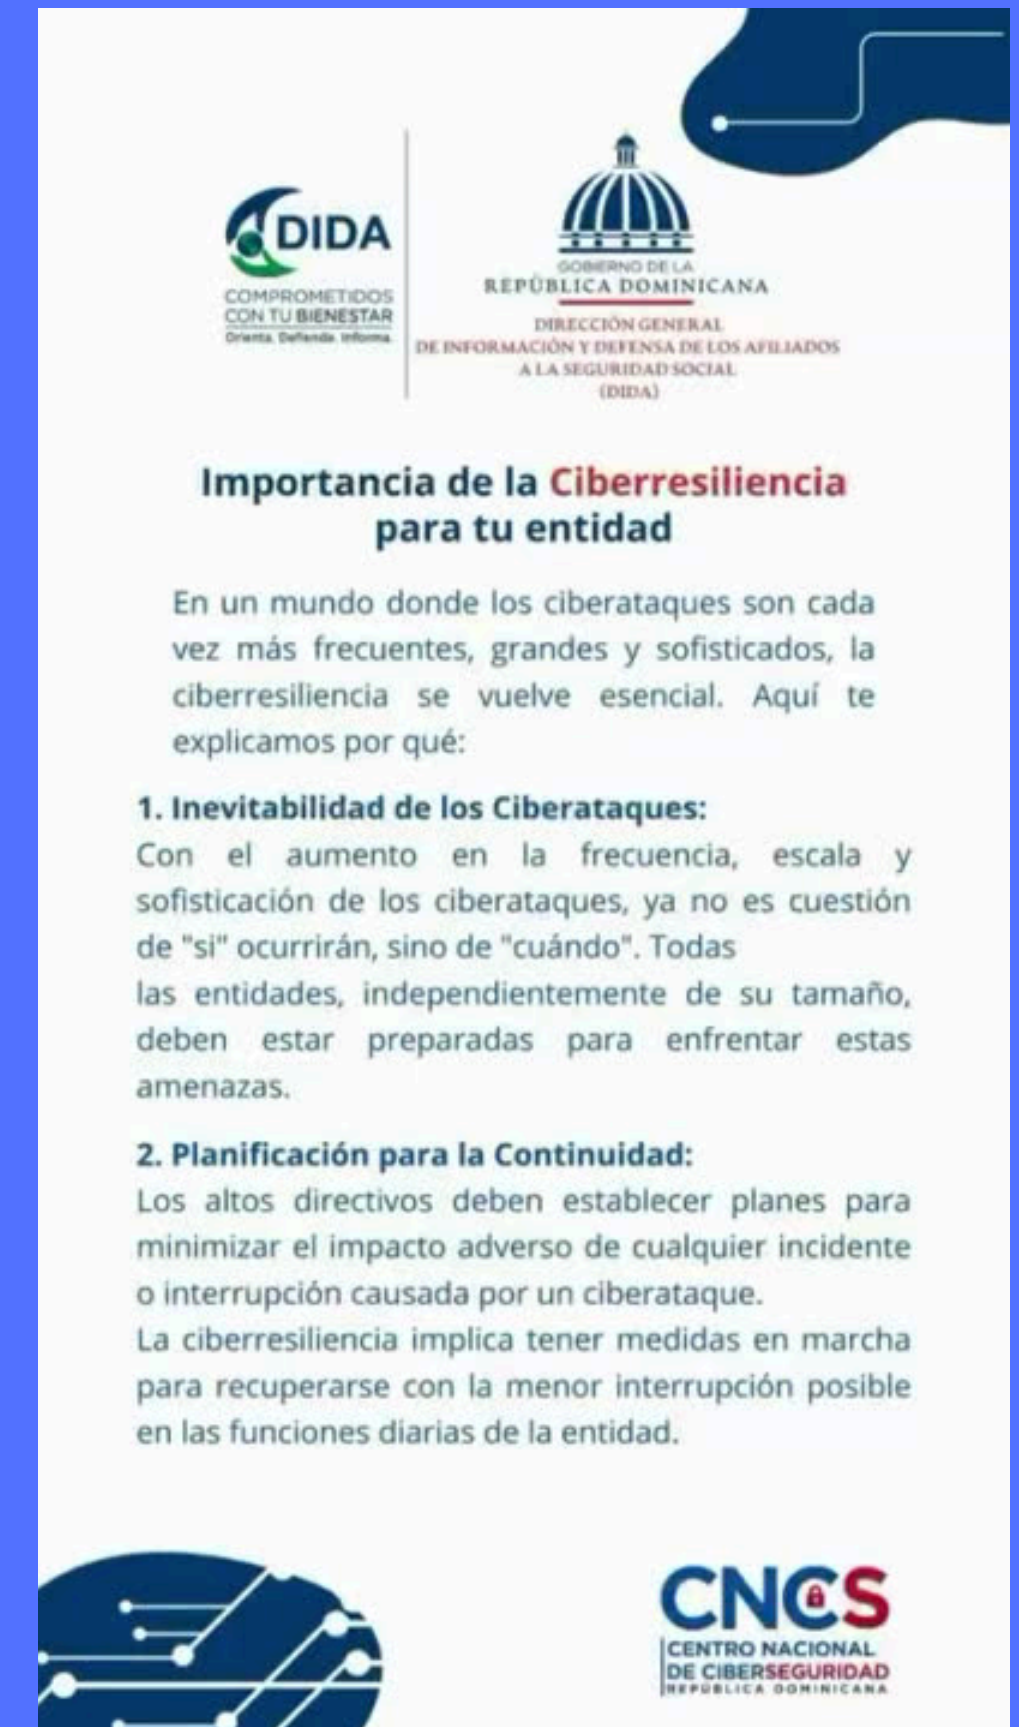 DIDA
COMPROMETIDOS
CON TU BIENESTAR
Orienta. Defiende. Informa.
GOBIERNO DE LA
REPÚBLICA DOMINICANA
DIRECCIÓN GENERAL
DE INFORMACIÓN Y DEFENSA DE LOS AFILIADOS
A LA SEGURIDAD SOCIAL
(DIDA)
Importancia de la Ciberresiliencia
para tu entidad
En un mundo donde los ciberataques son cada
vez más frecuentes, grandes y sofisticados, la
ciberresiliencia se vuelve esencial. Aquí te
explicamos por qué:
1. Inevitabilidad de los Ciberataques:
Con el aumento en la frecuencia, escala y
sofisticación de los ciberataques, ya no es cuestión
de "si" ocurrirán, sino de "cuándo". Todas
las entidades, independientemente de su tamaño,
deben estar preparadas para enfrentar estas
amenazas.
2. Planificación para la Continuidad:
Los altos directivos deben establecer planes para
minimizar el impacto adverso de cualquier incidente
o interrupción causada por un ciberataque.
La ciberresiliencia implica tener medidas en marcha
para recuperarse con la menor interrupción posible
en las funciones diarias de la entidad.
CNCS
CENTRO NACIONAL
DE CIBERSEGURIDAD
REPÚBLICA DOMINICANA